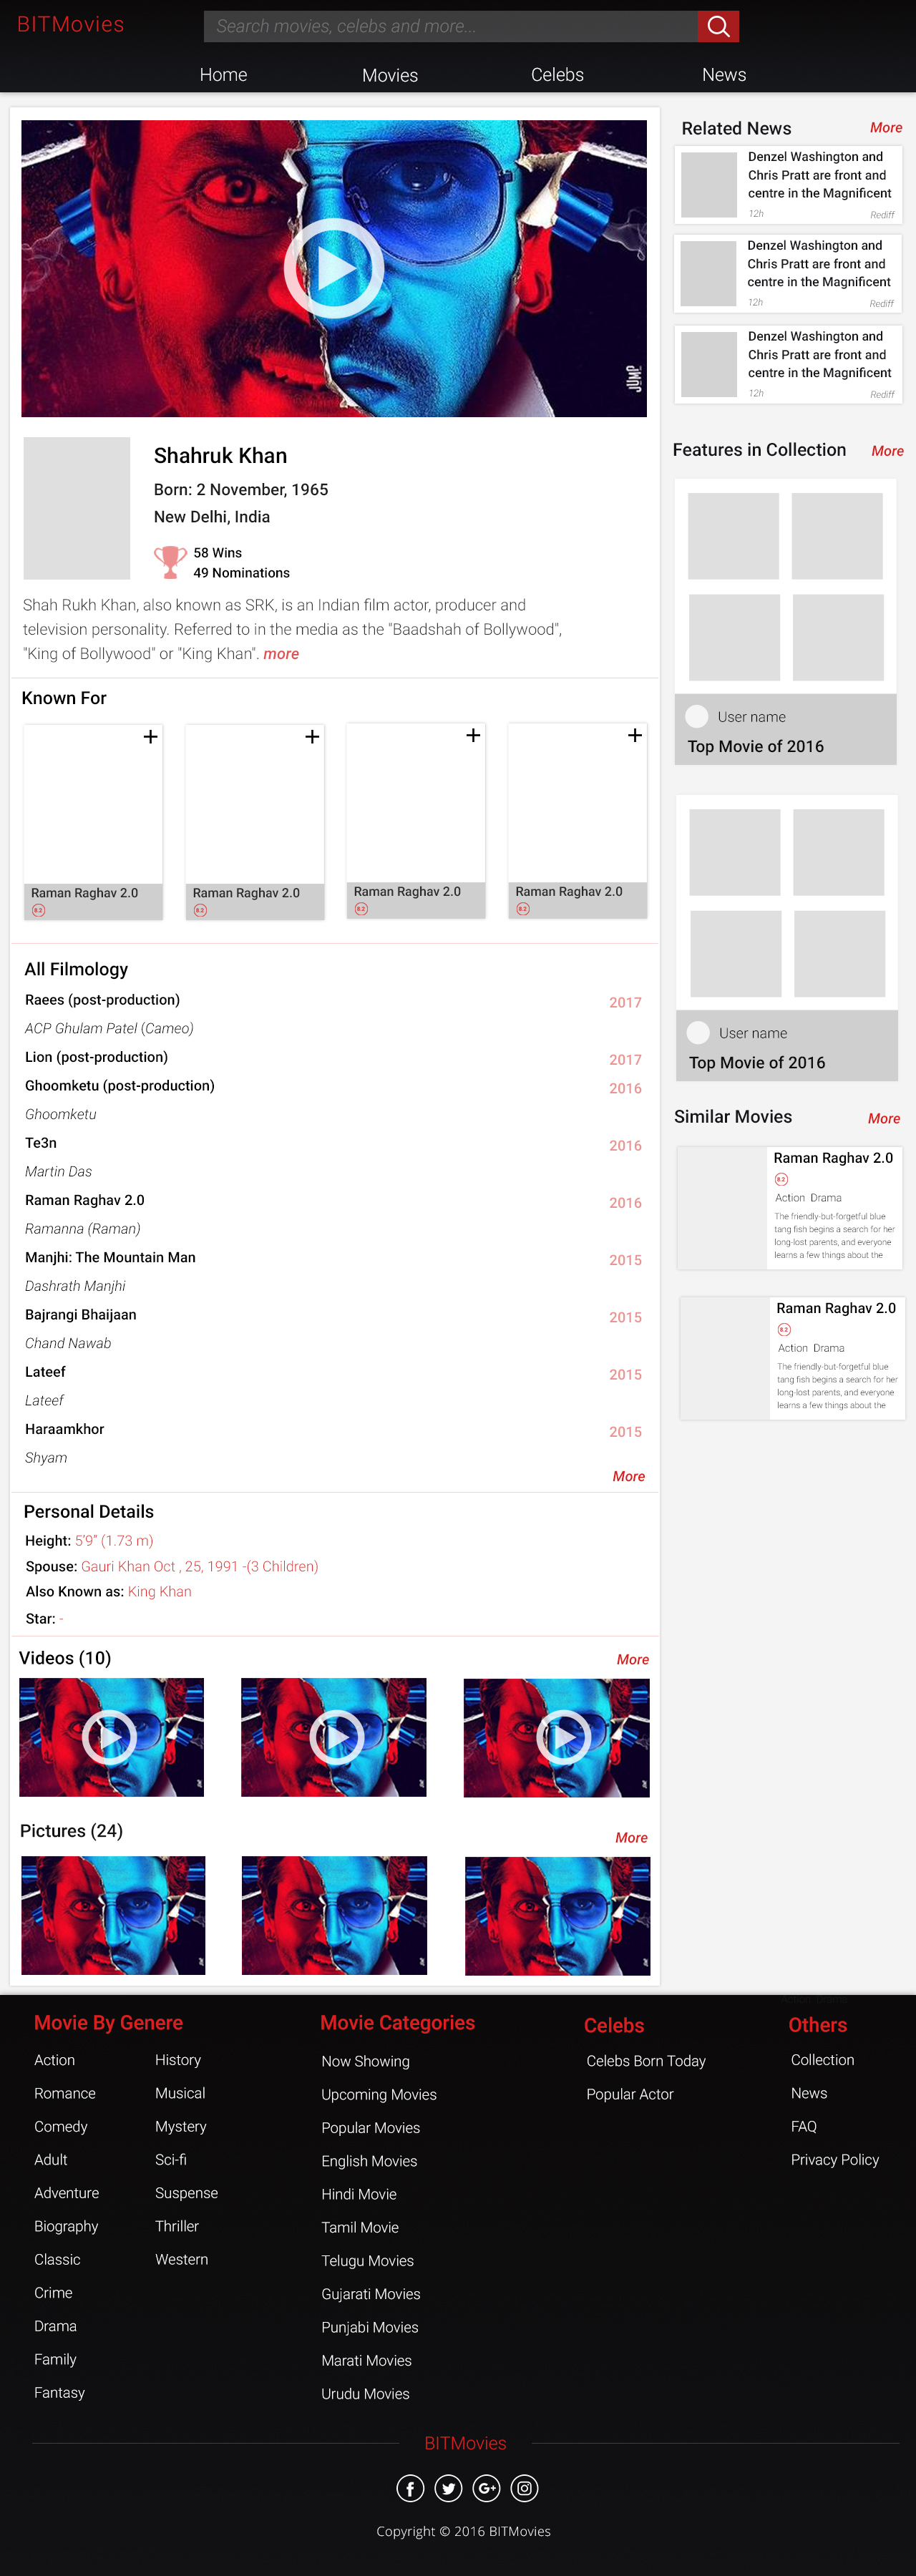 BITMovies
Search movies, celebs and more...
Home
Movies
Celebs
News
JUMP
Shahruk Khan
Born: 2 November, 1965
New Delhi, India
58 Wins
49 Nominations
Shah Rukh Khan, also known as SRK, is an Indian film actor, producer and
television personality. Referred to in the media as the "Baadshah of Bollywood",
"King of Bollywood" or "King Khan". more
Known For
Raman Raghav 2.0
8.2
Raman Raghav 2.0
8.2
Raman Raghav 2.0
8.2
Raman Raghav 2.0
8.2
All Filmology
Raees (post-production)
2017
ACP Ghulam Patel (Cameo)
Lion (post-production)
2017
Ghoomketu (post-production)
2016
Ghoomketu
Te3n
2016
Martin Das
Raman Raghav 2.0
2016
Ramanna (Raman)
Manjhi: The Mountain Man
2015
Dashrath Manjhi
Bajrangi Bhaijaan
2015
Chand Nawab
Lateef
2015
Lateef
Haraamkhor
2015
Shyam
More
Personal Details
Height: 5'9" (1.73 m)
Spouse: Gauri Khan Oct , 25, 1991 -(3 Children)
Also Known as: King Khan
Star: -
Videos (10)
More
Pictures (24)
More
Related News
More
Denzel Washington and
Chris Pratt are front and
centre in the Magnificent
12h
Rediff
Denzel Washington and
Chris Pratt are front and
centre in the Magnificent
12h
Rediff
Denzel Washington and
Chris Pratt are front and
centre in the Magnificent
12h
Rediff
Features in Collection
More
User name
Top Movie of 2016
User name
Top Movie of 2016
Similar Movies
More
Raman Raghav 2.0
8.2
Action Drama
The friendly-but-forgetful blue
tang fish begins a search for her
long-lost parents, and everyone
learns a few things about the
Raman Raghav 2.0
8.2
Action Drama
The friendly-but-forgetful blue
tang fish begins a search for her
long-lost parents, and everyone
learns a few things about the
Movie By Genere
Action
Romance
Comedy
Adult
Adventure
Biography
Classic
Crime
Drama
Family
Fantasy
History
Musical
Mystery
Sci-fi
Suspense
Thriller
Western
Movie Categories
Now Showing
Upcoming Movies
Popular Movies
English Movies
Hindi Movie
Tamil Movie
Telugu Movies
Gujarati Movies
Punjabi Movies
Marati Movies
Urudu Movies
Celebs
Celebs Born Today
Popular Actor
Others
Collection
News
FAQ
Privacy Policy
BITMovies
Copyright © 2016 BITMovies